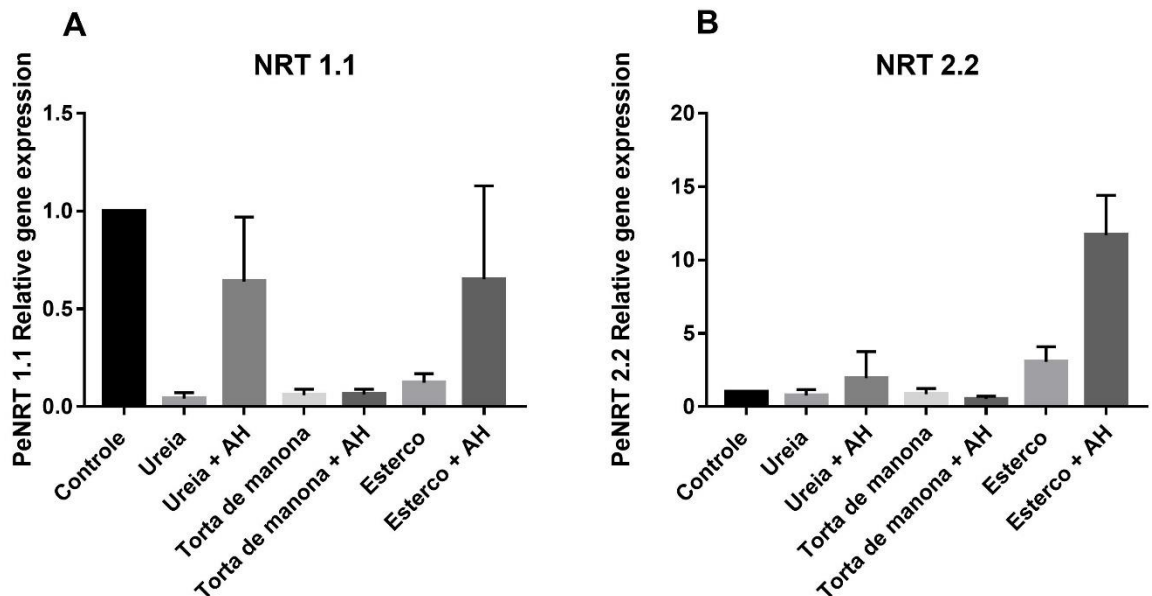 A
NRT 1.1
PeNRT 1.1 Relative gene expression
1.5
1.0
0.5
0.0
Controle
Ureia
Ureia + AH
Torta de manona
Torta de manona + AH
Esterco
Esterco + AH
B
NRT 2.2
PeNRT 2.2 Relative gene expression
20
15
10
5
0
Controle
Ureia
Ureia + AH
Torta de manona
Torta de manona + AH
Esterco
Esterco + AH